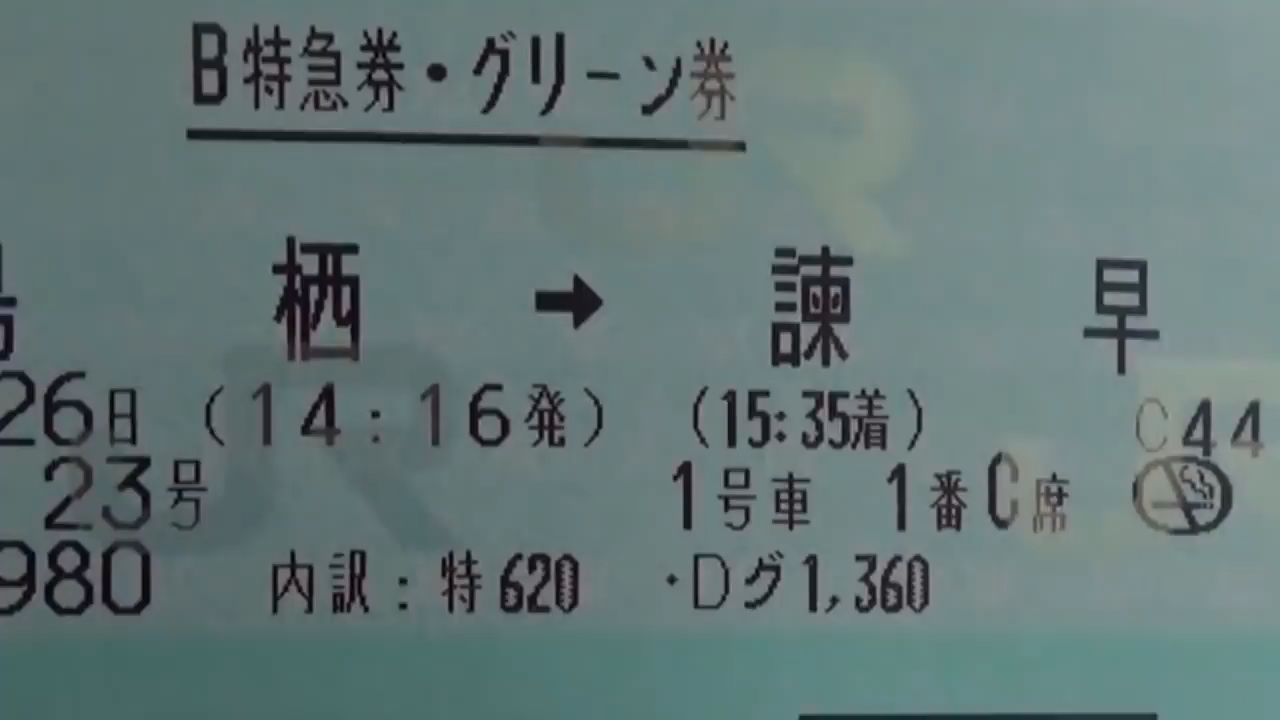 B特急券・グリーン券
栖 ➡ 諫 早
26日 (14:16発) (15:35着) C44
23号 1号車 1番C席
980 内訳:特620 ・Dグ1,360